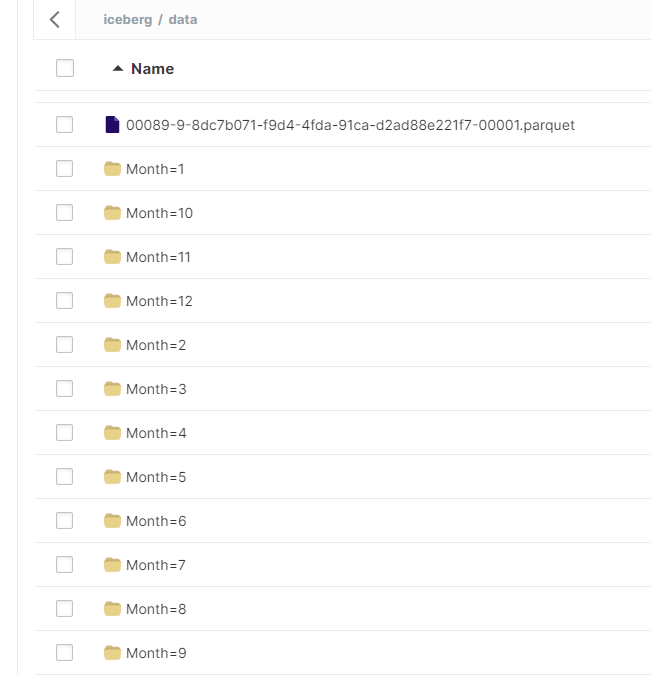 iceberg / data
Name
00089-9-8dc7b071-f9d4-4fda-91ca-d2ad88e221f7-00001.parquet
Month=1
Month=10
Month=11
Month=12
Month=2
Month=3
Month=4
Month=5
Month=6
Month=7
Month=8
Month=9